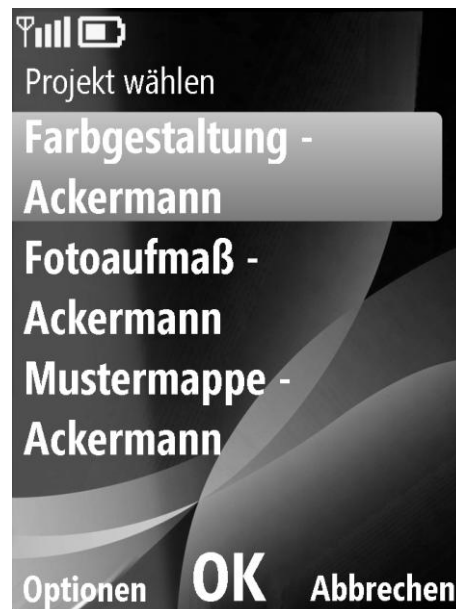 Projekt wählen
Farbgestaltung -
Ackermann
Fotoaufmaß -
Ackermann
Mustermappe -
Ackermann
Optionen OK Abbrechen